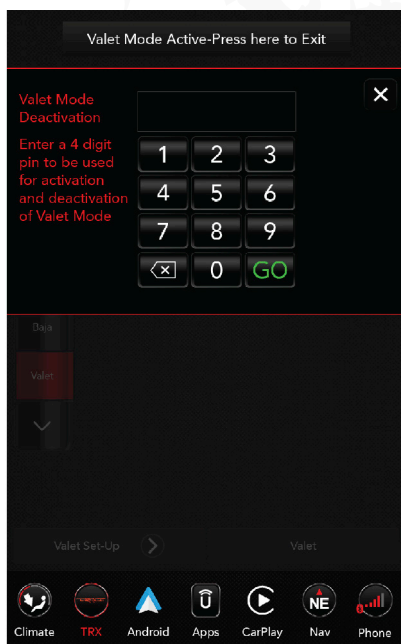 Valet Mode Active-Press here to Exit
Valet Mode
Deactivation
Enter a 4 digit
pin to be used
for activation
and deactivation
of Valet Mode
1 2 3
4 5 6
7 8 9
0 GO
Baja
Valet
Valet Set-Up Valet
NE
Climate TRX Android Apps CarPlay Nav Phone